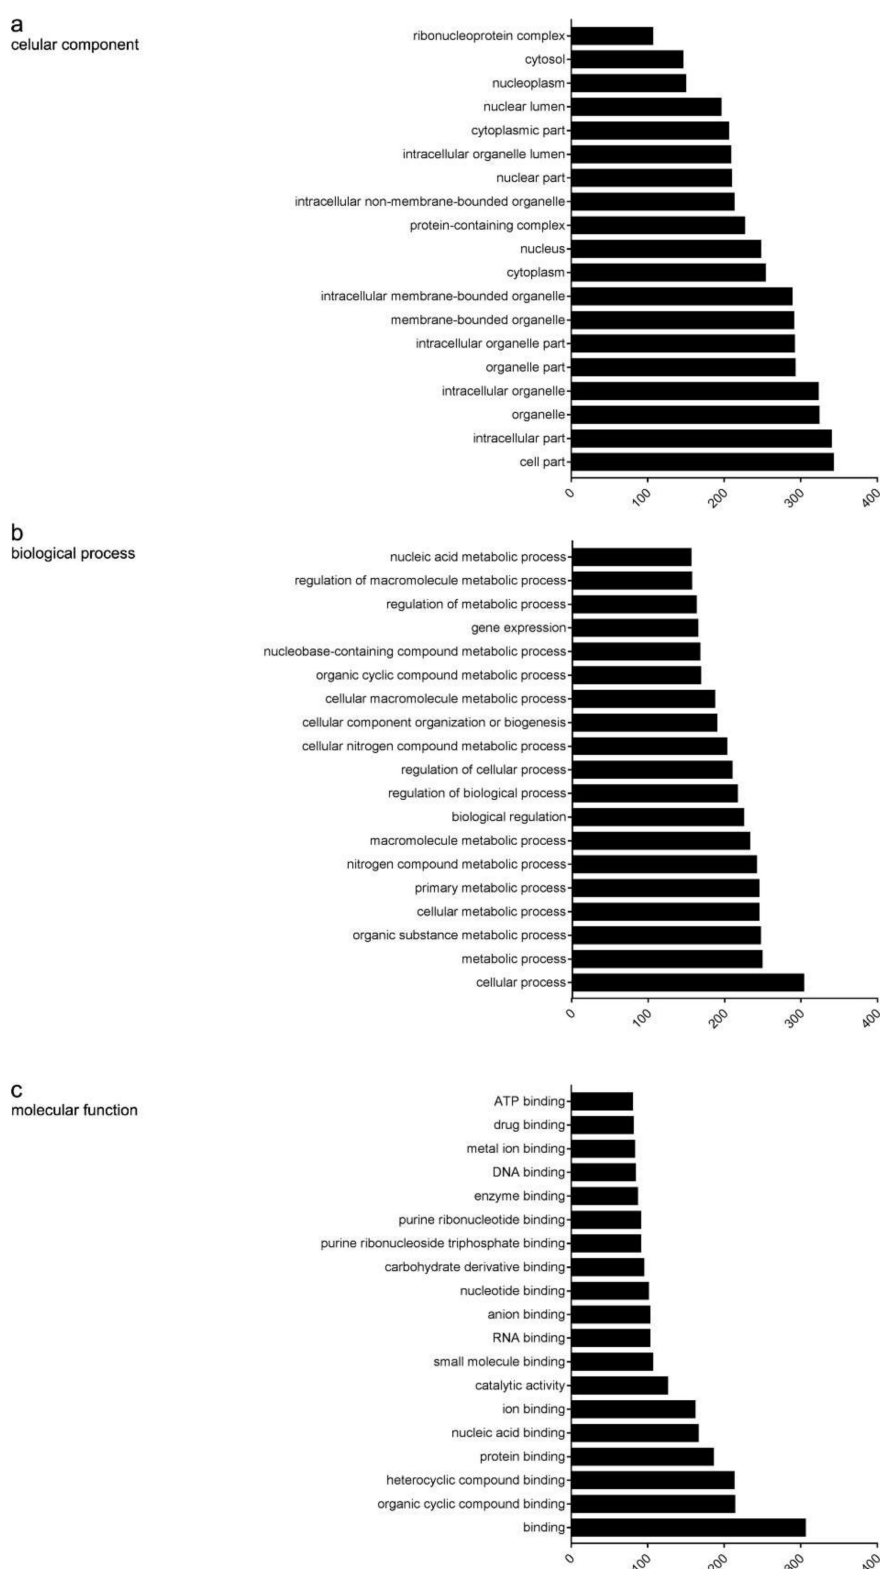 a
celular component
ribonucleoprotein complex
cytosol
nucleoplasm
nuclear lumen
cytoplasmic part
intracellular organelle lumen
nuclear part
intracellular non-membrane-bounded organelle
protein-containing complex
nucleus
cytoplasm
intracellular membrane-bounded organelle
membrane-bounded organelle
intracellular organelle part
organelle part
intracellular organelle
organelle
intracellular part
cell part
0 100 200 300 400
b
biological process
nucleic acid metabolic process
regulation of macromolecule metabolic process
regulation of metabolic process
gene expression
nucleobase-containing compound metabolic process
organic cyclic compound metabolic process
cellular macromolecule metabolic process
cellular component organization or biogenesis
cellular nitrogen compound metabolic process
regulation of cellular process
regulation of biological process
biological regulation
macromolecule metabolic process
nitrogen compound metabolic process
primary metabolic process
cellular metabolic process
organic substance metabolic process
metabolic process
cellular process
0 100 200 300 400
c
molecular function
ATP binding
drug binding
metal ion binding
DNA binding
enzyme binding
purine ribonucleotide binding
purine ribonucleoside triphosphate binding
carbohydrate derivative binding
nucleotide binding
anion binding
RNA binding
small molecule binding
catalytic activity
ion binding
nucleic acid binding
protein binding
heterocyclic compound binding
organic cyclic compound binding
binding
0 100 200 300 400